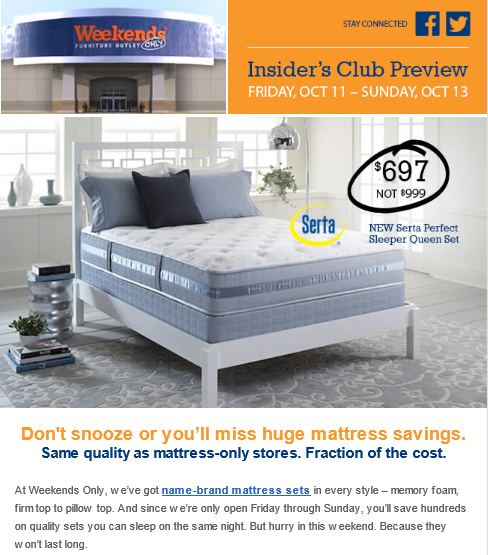 Weekends
ONLY
FURNITURE OUTLET
STAY CONNECTED
Insider's Club Preview
FRIDAY, OCT 11 – SUNDAY, OCT 13
$697
NOT $999
Serta
NEW Serta Perfect
Sleeper Queen Set
Don't snooze or you'll miss huge mattress savings.
Same quality as mattress-only stores. Fraction of the cost.
At Weekends Only, we've got name-brand mattress sets in every style – memory foam,
firm top to pillow top. And since we're only open Friday through Sunday, you'll save hundreds
on quality sets you can sleep on the same night. But hurry in this weekend. Because they
won't last long.